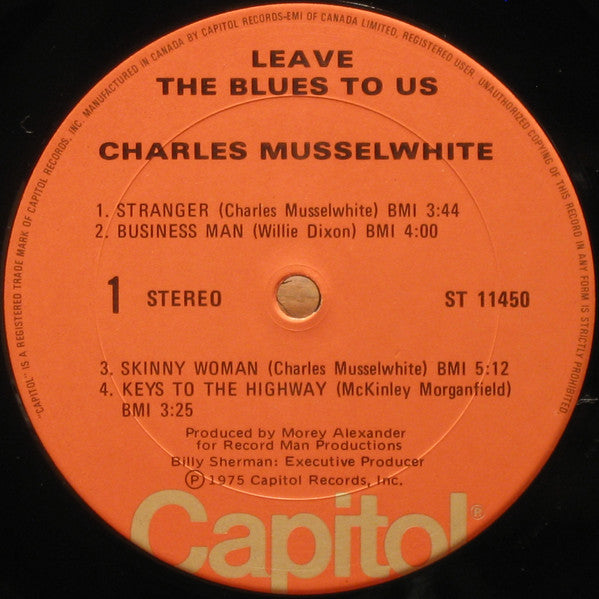 "CAPITOL" IS A REGISTERED TRADE MARK OF CAPITOL RECORDS, INC. MANUFACTURED IN CANADA BY CAPITOL RECORDS-EMI OF CANADA LIMITED, REGISTERED USER. UNAUTHORIZED COPYING OF THIS RECORD IN ANY FORM IS STRICTLY PROHIBITED.
LEAVE
THE BLUES TO US
CHARLES MUSSELWHITE
1. STRANGER (Charles Musselwhite) BMI 3:44
2. BUSINESS MAN (Willie Dixon) BMI 4:00
1 STEREO ST 11450
3. SKINNY WOMAN (Charles Musselwhite) BMI 5:12
4. KEYS TO THE HIGHWAY (McKinley Morganfield)
BMI 3:25
Produced by Morey Alexander
for Record Man Productions
Billy Sherman: Executive Producer
Ⓟ 1975 Capitol Records, Inc.
Capitol®